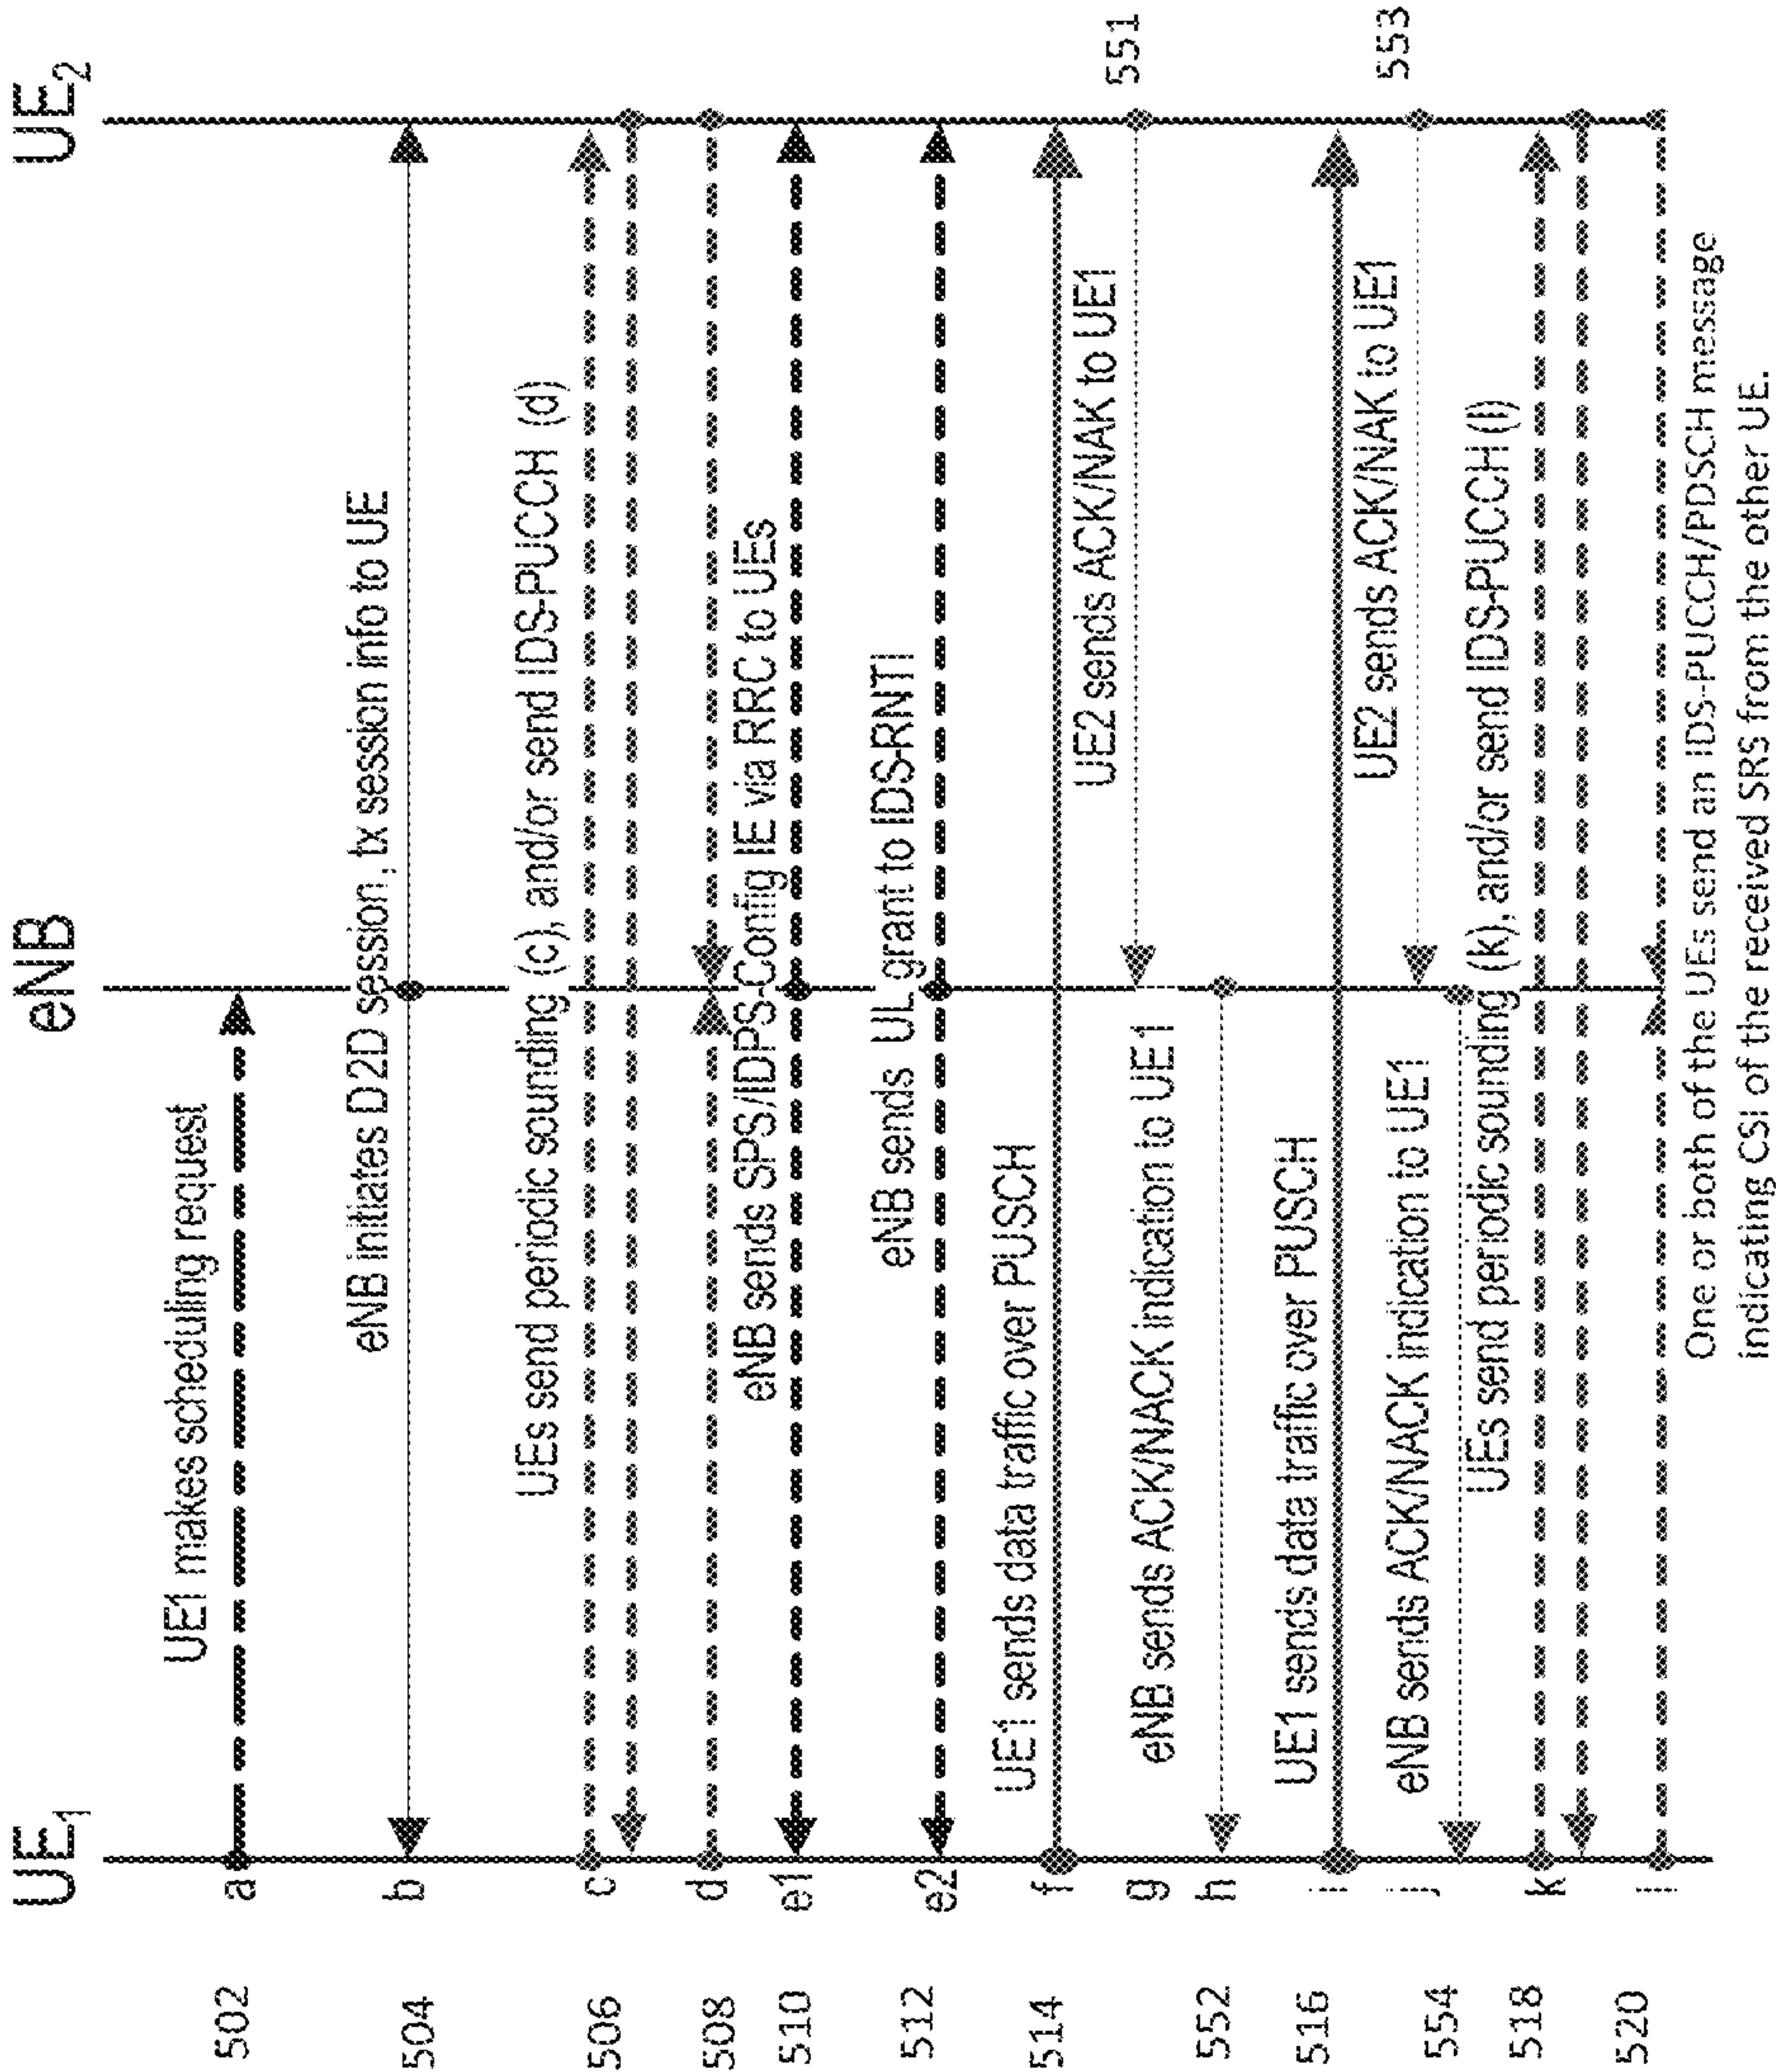 UE1 eNB UE2
502 a UE1 makes scheduling request
504 b eNB initiates D2D session, tx session info to UE
506 c UEs send periodic sounding (c), and/or send IDS-PUCCH (d)
508 d
510 e1 eNB sends SPS/IDPS-Config IE via RRC to UEs
512 e2 eNB sends UL grant to IDS-RNTI
514 f UE1 sends data traffic over PUSCH
g UE2 sends ACK/NAK to UE1 551
552 h eNB sends ACK/NACK indication to UE1
516 i UE1 sends data traffic over PUSCH
j UE2 sends ACK/NAK to UE1 553
554 eNB sends ACK/NACK indication to UE1
518 k UEs send periodic sounding (k), and/or send IDS-PUCCH (l)
520 l
One or both of the UEs send an IDS-PUCCH/PDSCH message
indicating CSI of the received SRS from the other UE.